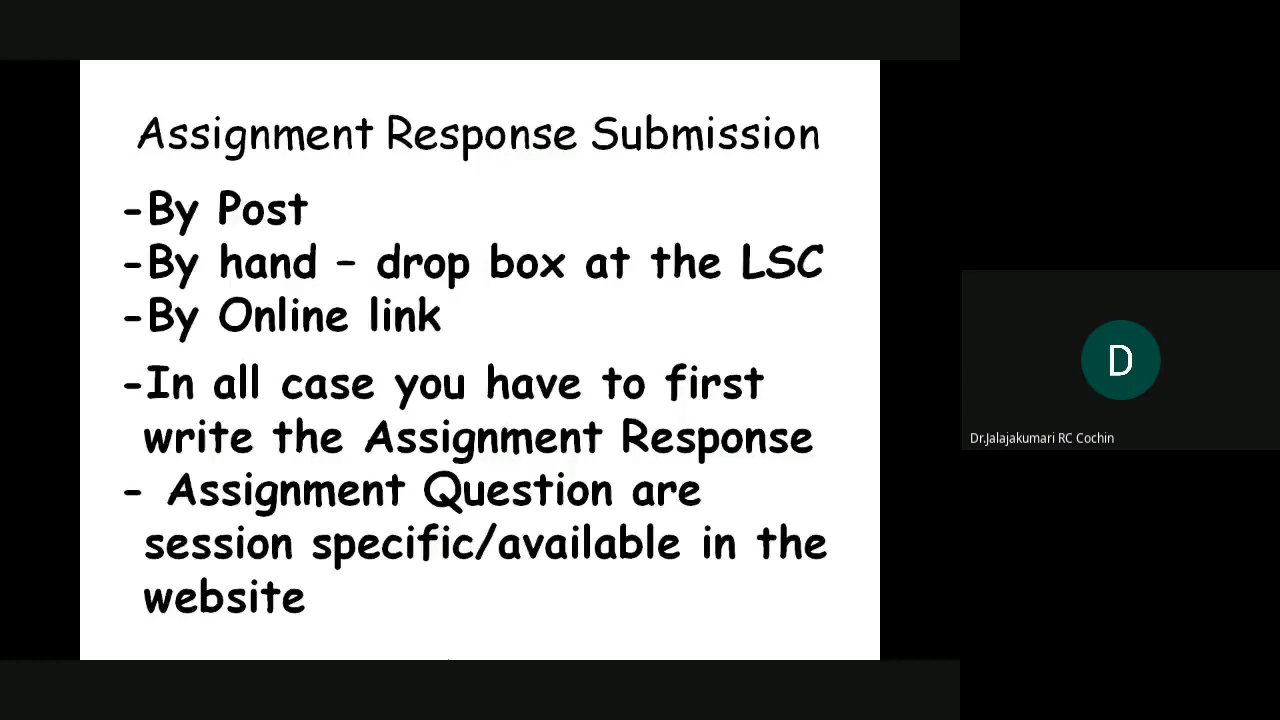 Assignment Response Submission
-By Post
-By hand – drop box at the LSC
-By Online link
-In all case you have to first
write the Assignment Response
- Assignment Question are
session specific/available in the
website
D
Dr.Jalajakumari RC Cochin